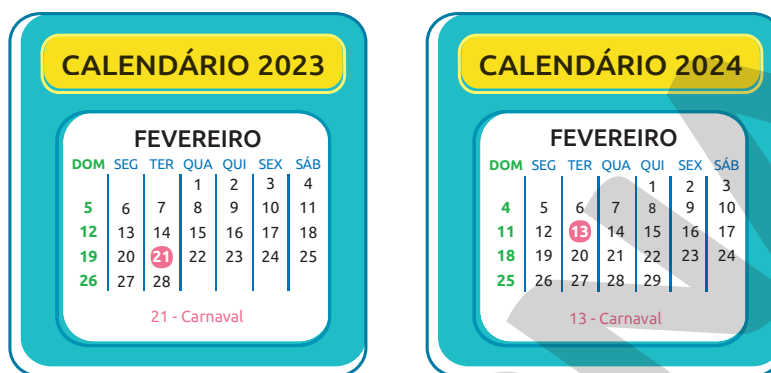 CALENDÁRIO 2023
FEVEREIRO
DOM SEG TER QUA QUI SEX SÁB
1 2 3 4
5 6 7 8 9 10 11
12 13 14 15 16 17 18
19 20 21 22 23 24 25
26 27 28
21 - Carnaval
CALENDÁRIO 2024
FEVEREIRO
DOM SEG TER QUA QUI SEX SÁB
1 2 3
4 5 6 7 8 9 10
11 12 13 14 15 16 17
18 19 20 21 22 23 24
25 26 27 28 29
13 - Carnaval